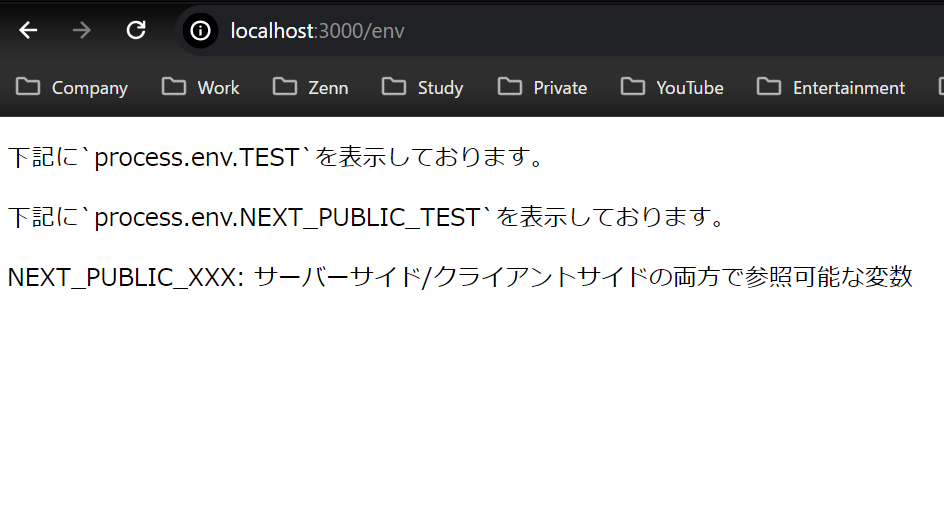 localhost:3000/env
Company Work Zenn Study Private YouTube Entertainment
下記に`process.env.TEST`を表示しております。
下記に`process.env.NEXT_PUBLIC_TEST`を表示しております。
NEXT_PUBLIC_XXX: サーバーサイド/クライアントサイドの両方で参照可能な変数